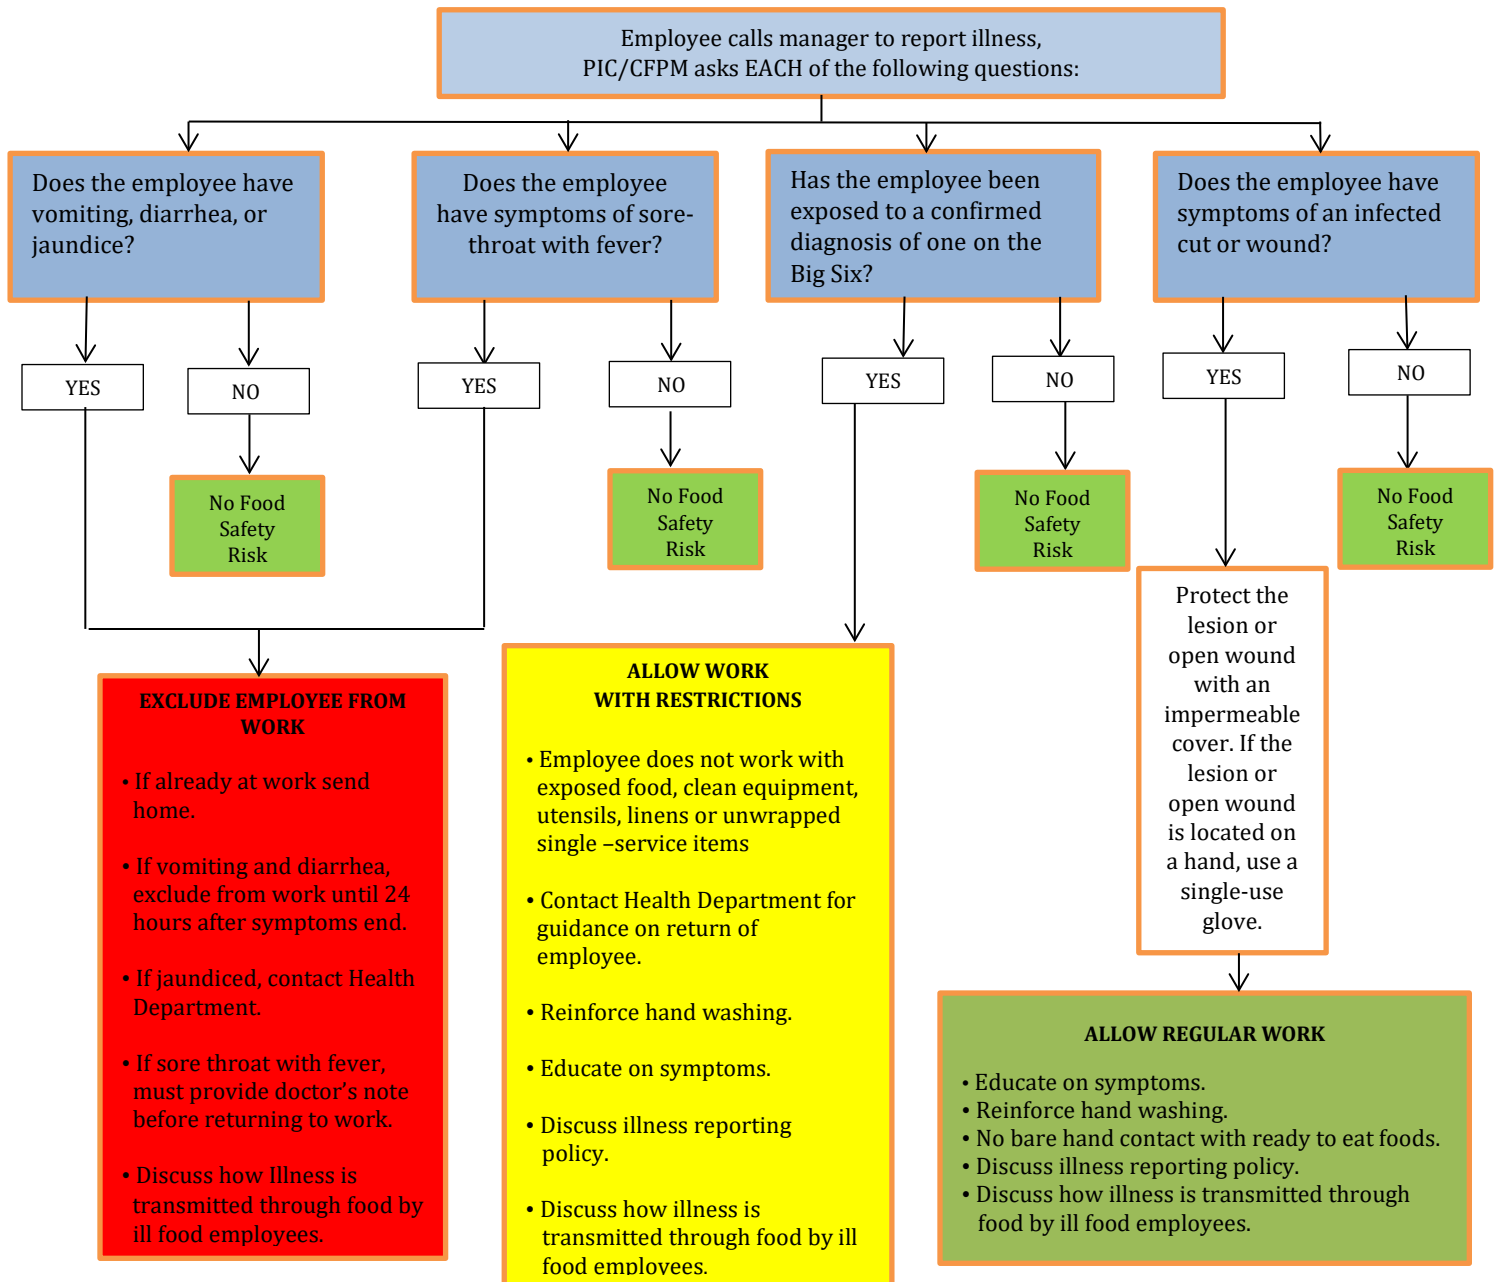 Employee calls manager to report illness,
PIC/CFPM asks EACH of the following questions:
Does the employee have
vomiting, diarrhea, or
jaundice?
Does the employee
have symptoms of sore-
throat with fever?
Has the employee been
exposed to a confirmed
diagnosis of one on the
Big Six?
Does the employee have
symptoms of an infected
cut or wound?
YES
NO
YES
NO
YES
NO
YES
NO
No Food
Safety
Risk
No Food
Safety
Risk
No Food
Safety
Risk
No Food
Safety
Risk
EXCLUDE EMPLOYEE FROM
WORK
• If already at work send
home.
• If vomiting and diarrhea,
exclude from work until 24
hours after symptoms end.
• If jaundiced, contact Health
Department.
• If sore throat with fever,
must provide doctor’s note
before returning to work.
• Discuss how Illness is
transmitted through food by
ill food employees.
ALLOW WORK
WITH RESTRICTIONS
• Employee does not work with
exposed food, clean equipment,
utensils, linens or unwrapped
single –service items
• Contact Health Department for
guidance on return of
employee.
• Reinforce hand washing.
• Educate on symptoms.
• Discuss illness reporting
policy.
• Discuss how illness is
transmitted through food by ill
food employees.
Protect the
lesion or
open wound
with an
impermeable
cover. If the
lesion or
open wound
is located on
a hand, use a
single-use
glove.
ALLOW REGULAR WORK
• Educate on symptoms.
• Reinforce hand washing.
• No bare hand contact with ready to eat foods.
• Discuss illness reporting policy.
• Discuss how illness is transmitted through
food by ill food employees.